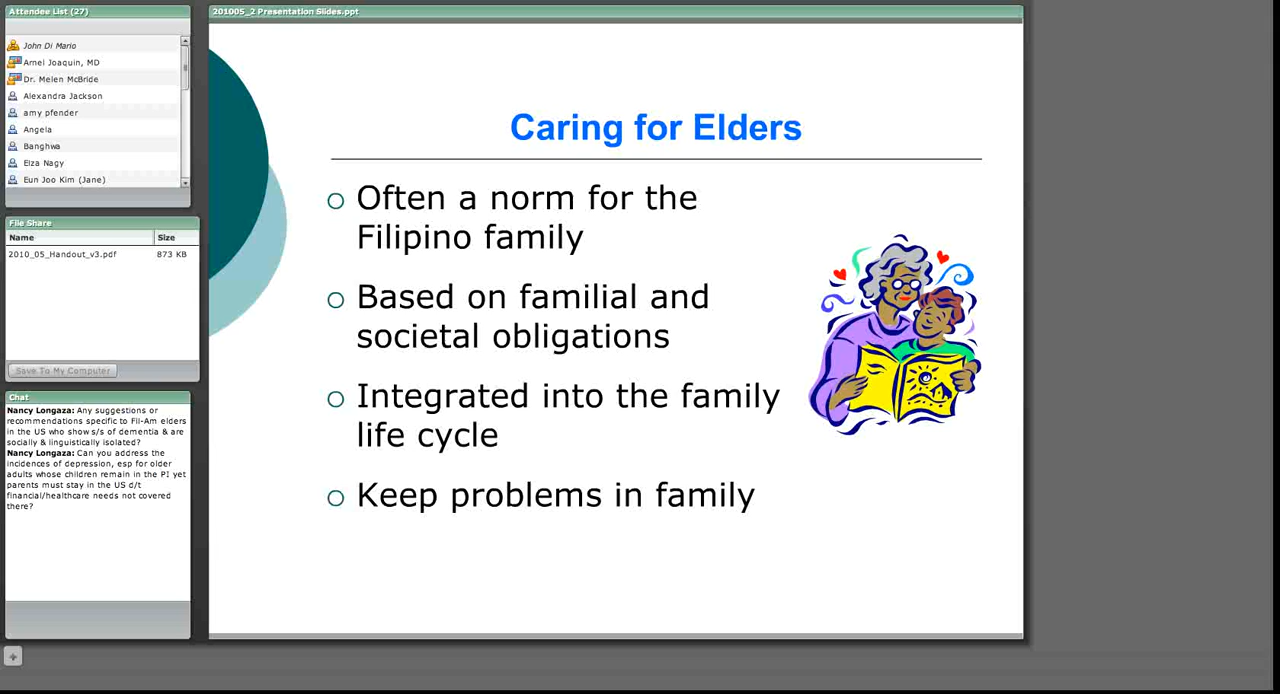 Attendee List (27)
John Di Mario
Arnel Joaquin, MD
Dr. Melen McBride
Alexandra Jackson
amy pfender
Angela
Banghwa
Elza Nagy
Eun Joo Kim (Jane)
File Share
Name Size
2010_05_Handout_v3.pdf 873 KB
Save To My Computer
Chat
Nancy Longaza: Any suggestions or
recommendations specific to Fil-Am elders
in the US who show s/s of dementia & are
socially & linguistically isolated?
Nancy Longaza: Can you address the
incidences of depression, esp for older
adults whose children remain in the PI yet
parents must stay in the US d/t
financial/healthcare needs not covered
there?
201005_2 Presentation Slides.ppt
Caring for Elders
Often a norm for the
Filipino family
Based on familial and
societal obligations
Integrated into the family
life cycle
Keep problems in family